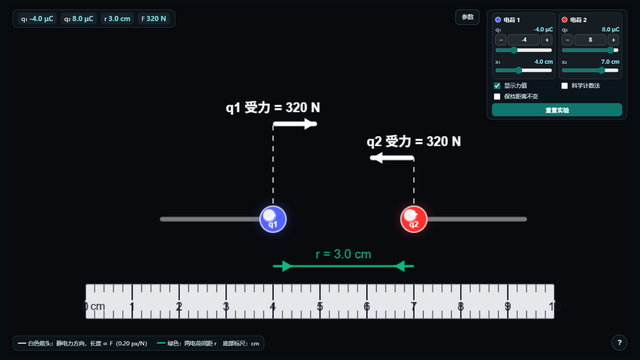 q₁ -4.0 μC q₂ 8.0 μC r 3.0 cm F 320 N
参数
电荷 1
q₁ -4.0 μC
− -4 +
x₁ 4.0 cm
电荷 2
q₂ 8.0 μC
− 8 +
x₂ 7.0 cm
显示力值 科学计数法
保持距离不变
重置实验
q1 受力 = 320 N
q2 受力 = 320 N
q1 q2
r = 3.0 cm
0 cm 1 2 3 4 5 6 7 8 9 10
白色箭头：静电力方向，长度 ∝ F（0.20 px/N） 绿色：两电荷间距 r 底部标尺：cm
?